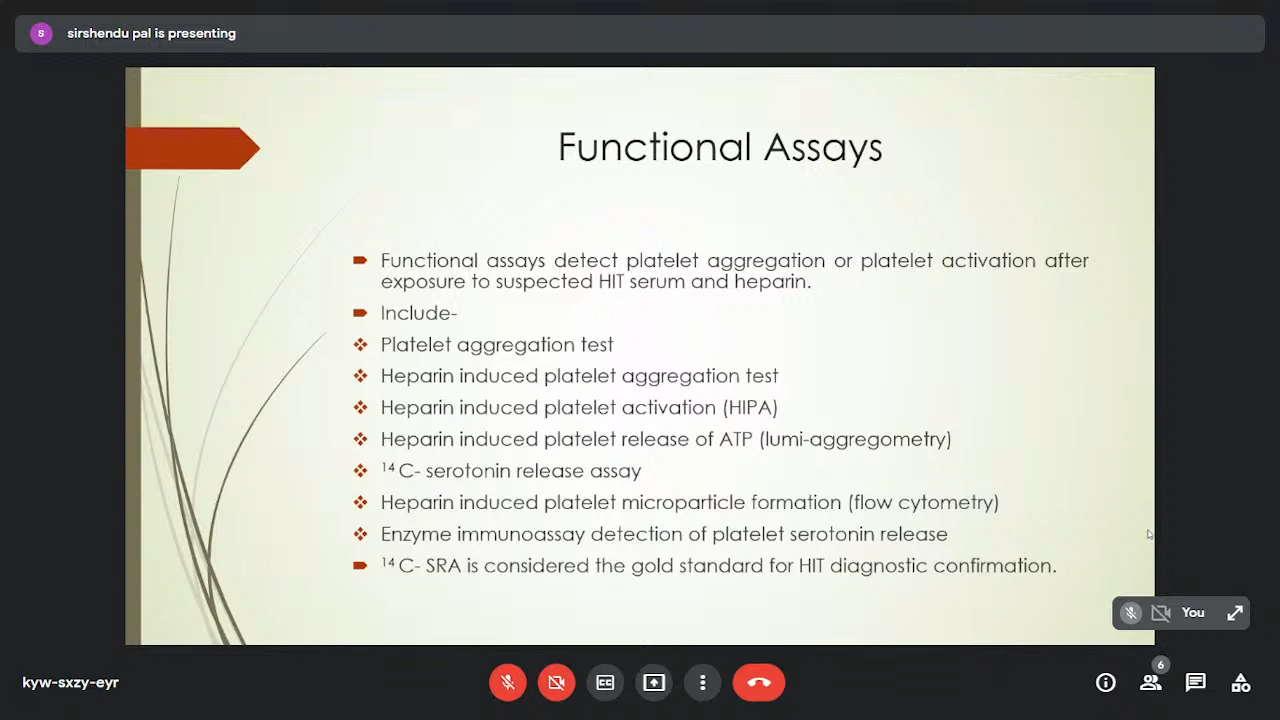 S
sirshendu pal is presenting
Functional Assays
Functional assays detect platelet aggregation or platelet activation after
exposure to suspected HIT serum and heparin.
Include-
Platelet aggregation test
Heparin induced platelet aggregation test
Heparin induced platelet activation (HIPA)
Heparin induced platelet release of ATP (lumi-aggregometry)
¹⁴ C- serotonin release assay
Heparin induced platelet microparticle formation (flow cytometry)
Enzyme immunoassay detection of platelet serotonin release
¹⁴ C- SRA is considered the gold standard for HIT diagnostic confirmation.
You
kyw-sxzy-eyr
CC
6